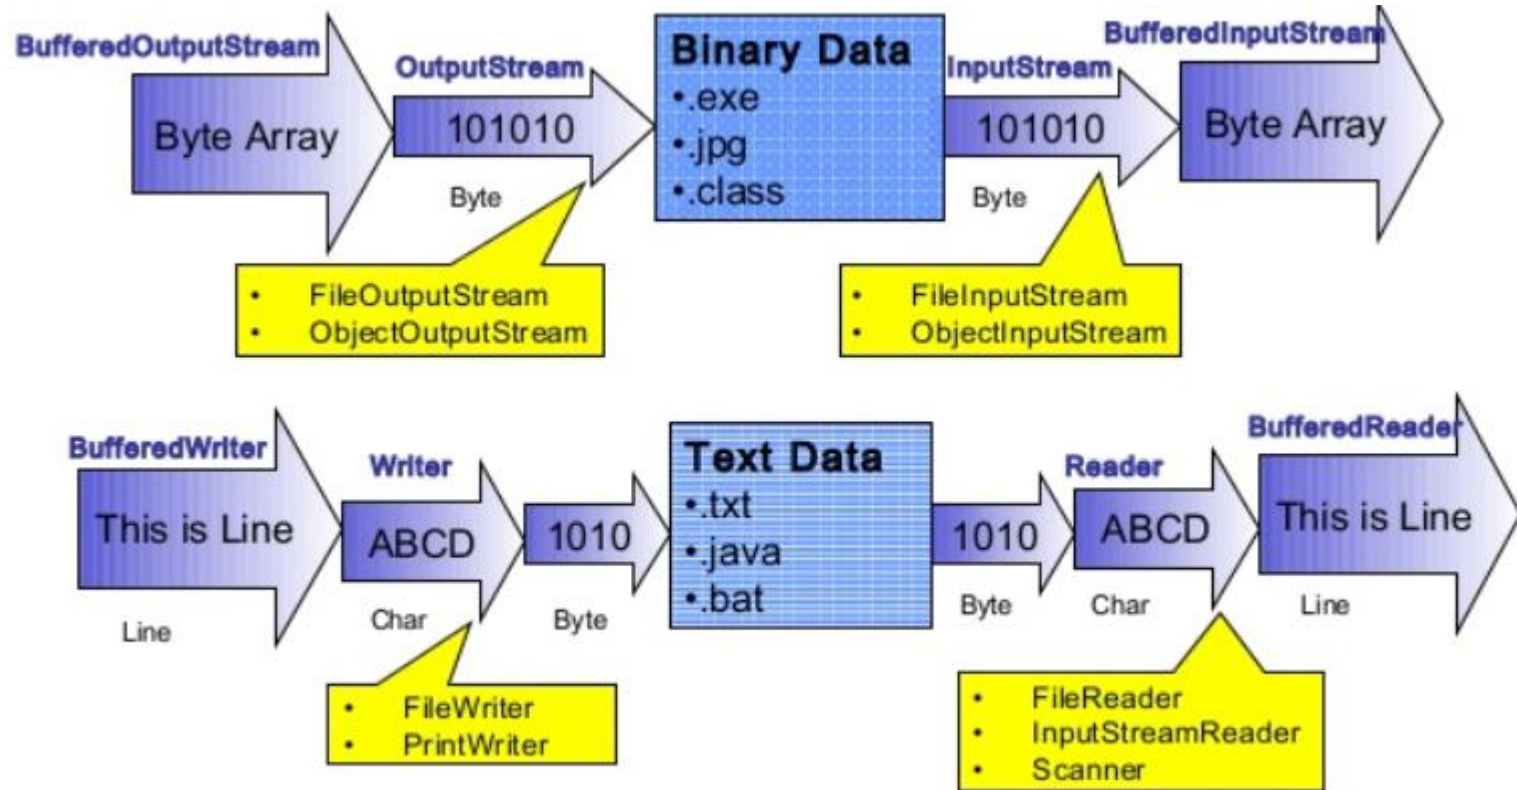 BufferedOutputStream
Byte Array
OutputStream
101010
Byte
• FileOutputStream
• ObjectOutputStream
Binary Data
•.exe
•.jpg
•.class
InputStream
101010
Byte
• FileInputStream
• ObjectInputStream
BufferedInputStream
Byte Array
BufferedWriter
This is Line
Line
Writer
ABCD
Char
• FileWriter
• PrintWriter
1010
Byte
Text Data
•.txt
•.java
•.bat
1010
Byte
Reader
ABCD
Char
• FileReader
• InputStreamReader
• Scanner
BufferedReader
This is Line
Line